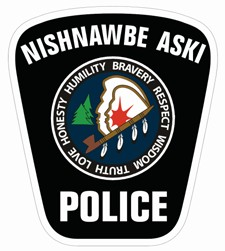 NISHNAWBE ASKI
LOVE HONESTY HUMILITY BRAVERY RESPECT WISDOM TRUTH
POLICE